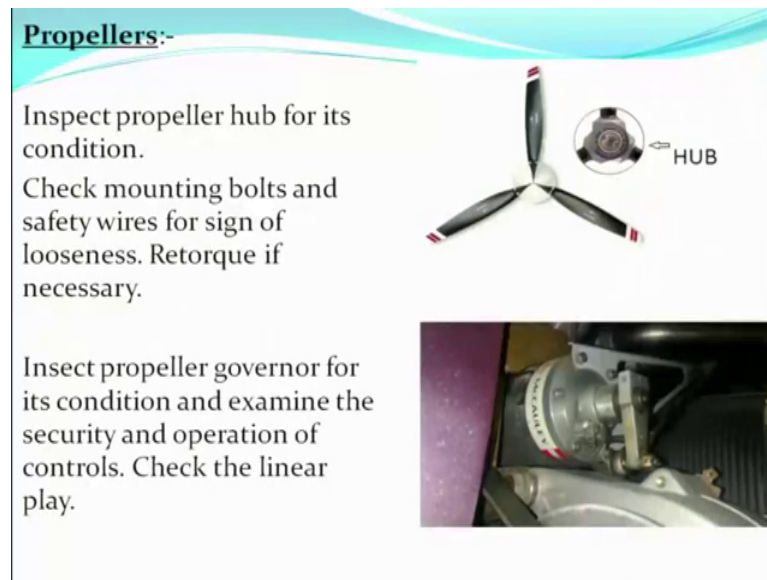 Propellers:-
Inspect propeller hub for its
condition.
Check mounting bolts and
safety wires for sign of
looseness. Retorque if
necessary.
HUB
Insect propeller governor for
its condition and examine the
security and operation of
controls. Check the linear
play.
McCAULEY